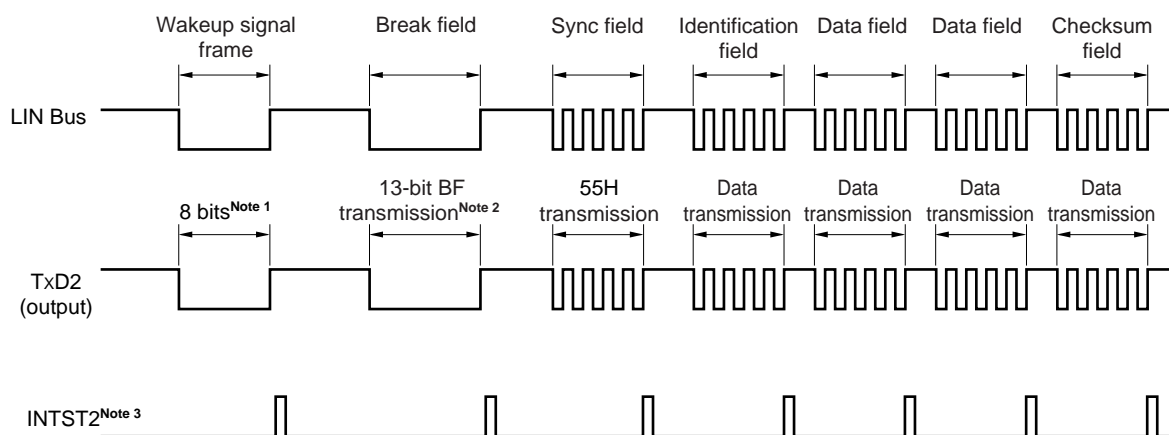 Wakeup signal frame
Break field
Sync field
Identification field
Data field
Data field
Checksum field
LIN Bus
8 bitsNote 1
13-bit BF transmissionNote 2
55H transmission
Data transmission
Data transmission
Data transmission
Data transmission
TxD2 (output)
INTST2Note 3